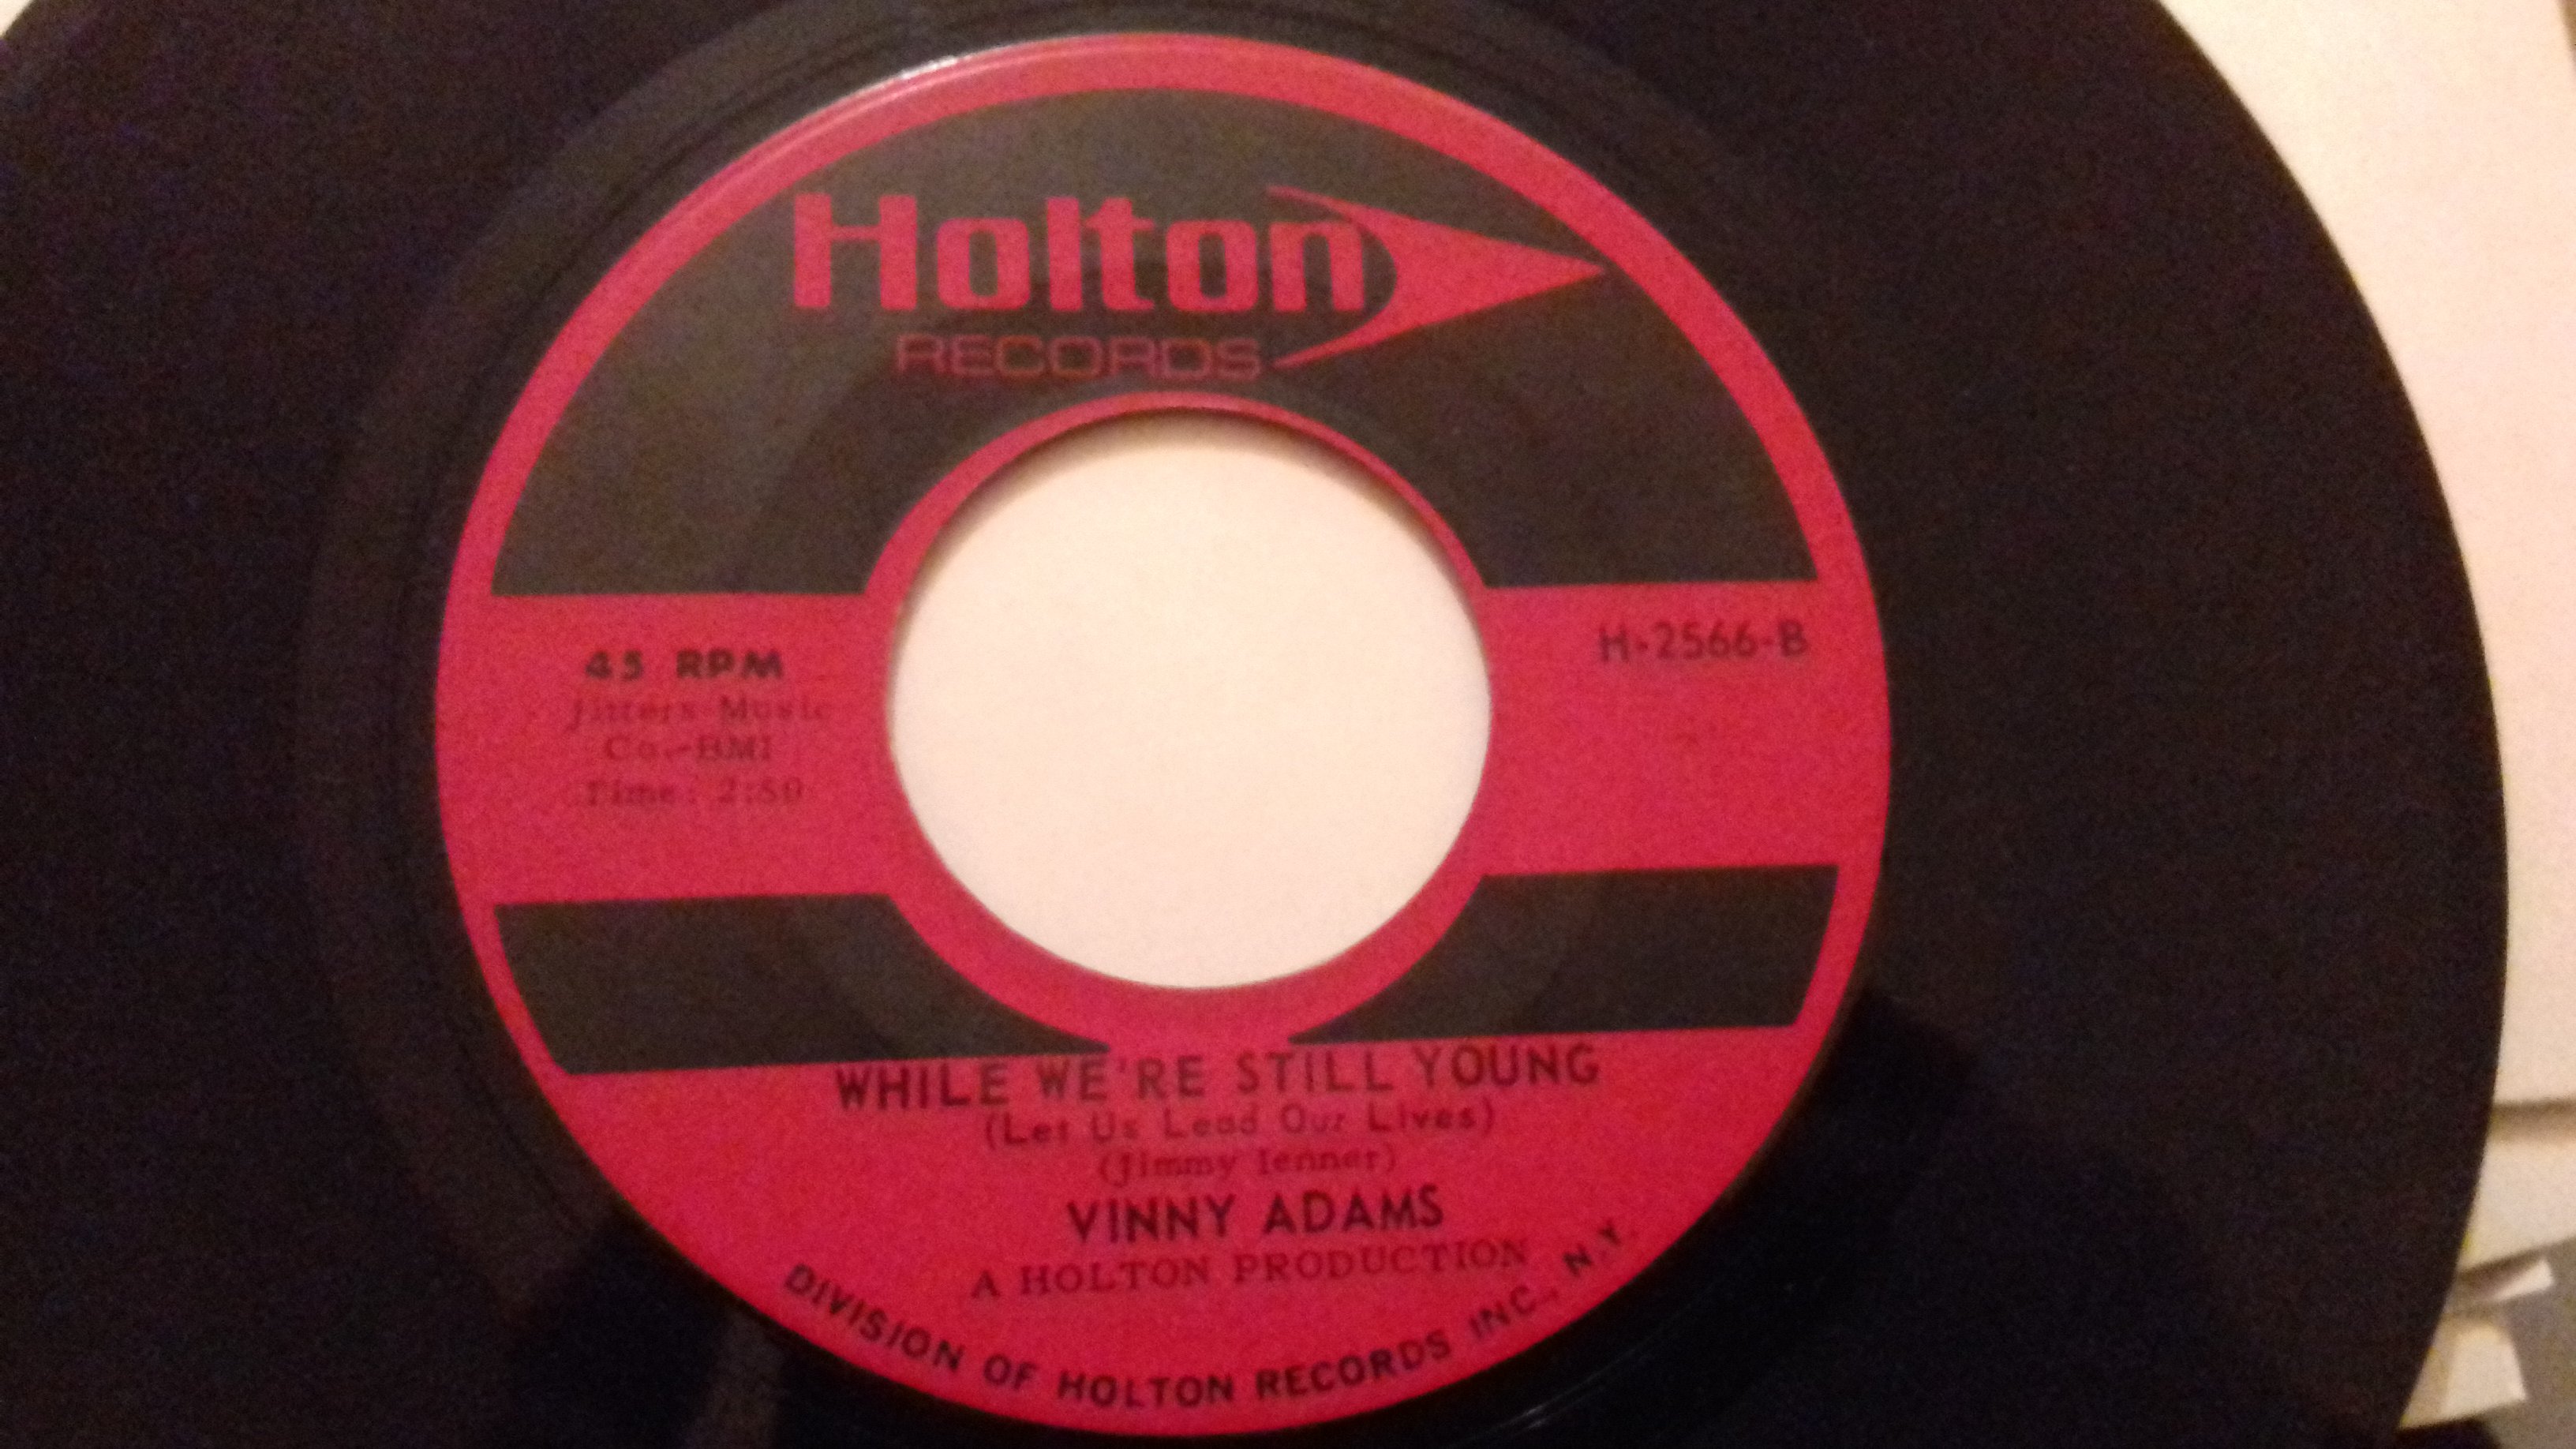 Holton
RECORDS
45 RPM
Jitters Music
Co.-BMI
Time: 2:50
H-2566-B
WHILE WE'RE STILL YOUNG
(Let Us Lead Our Lives)
(Jimmy Ienner)
VINNY ADAMS
A HOLTON PRODUCTION
DIVISION OF HOLTON RECORDS INC., N.Y.